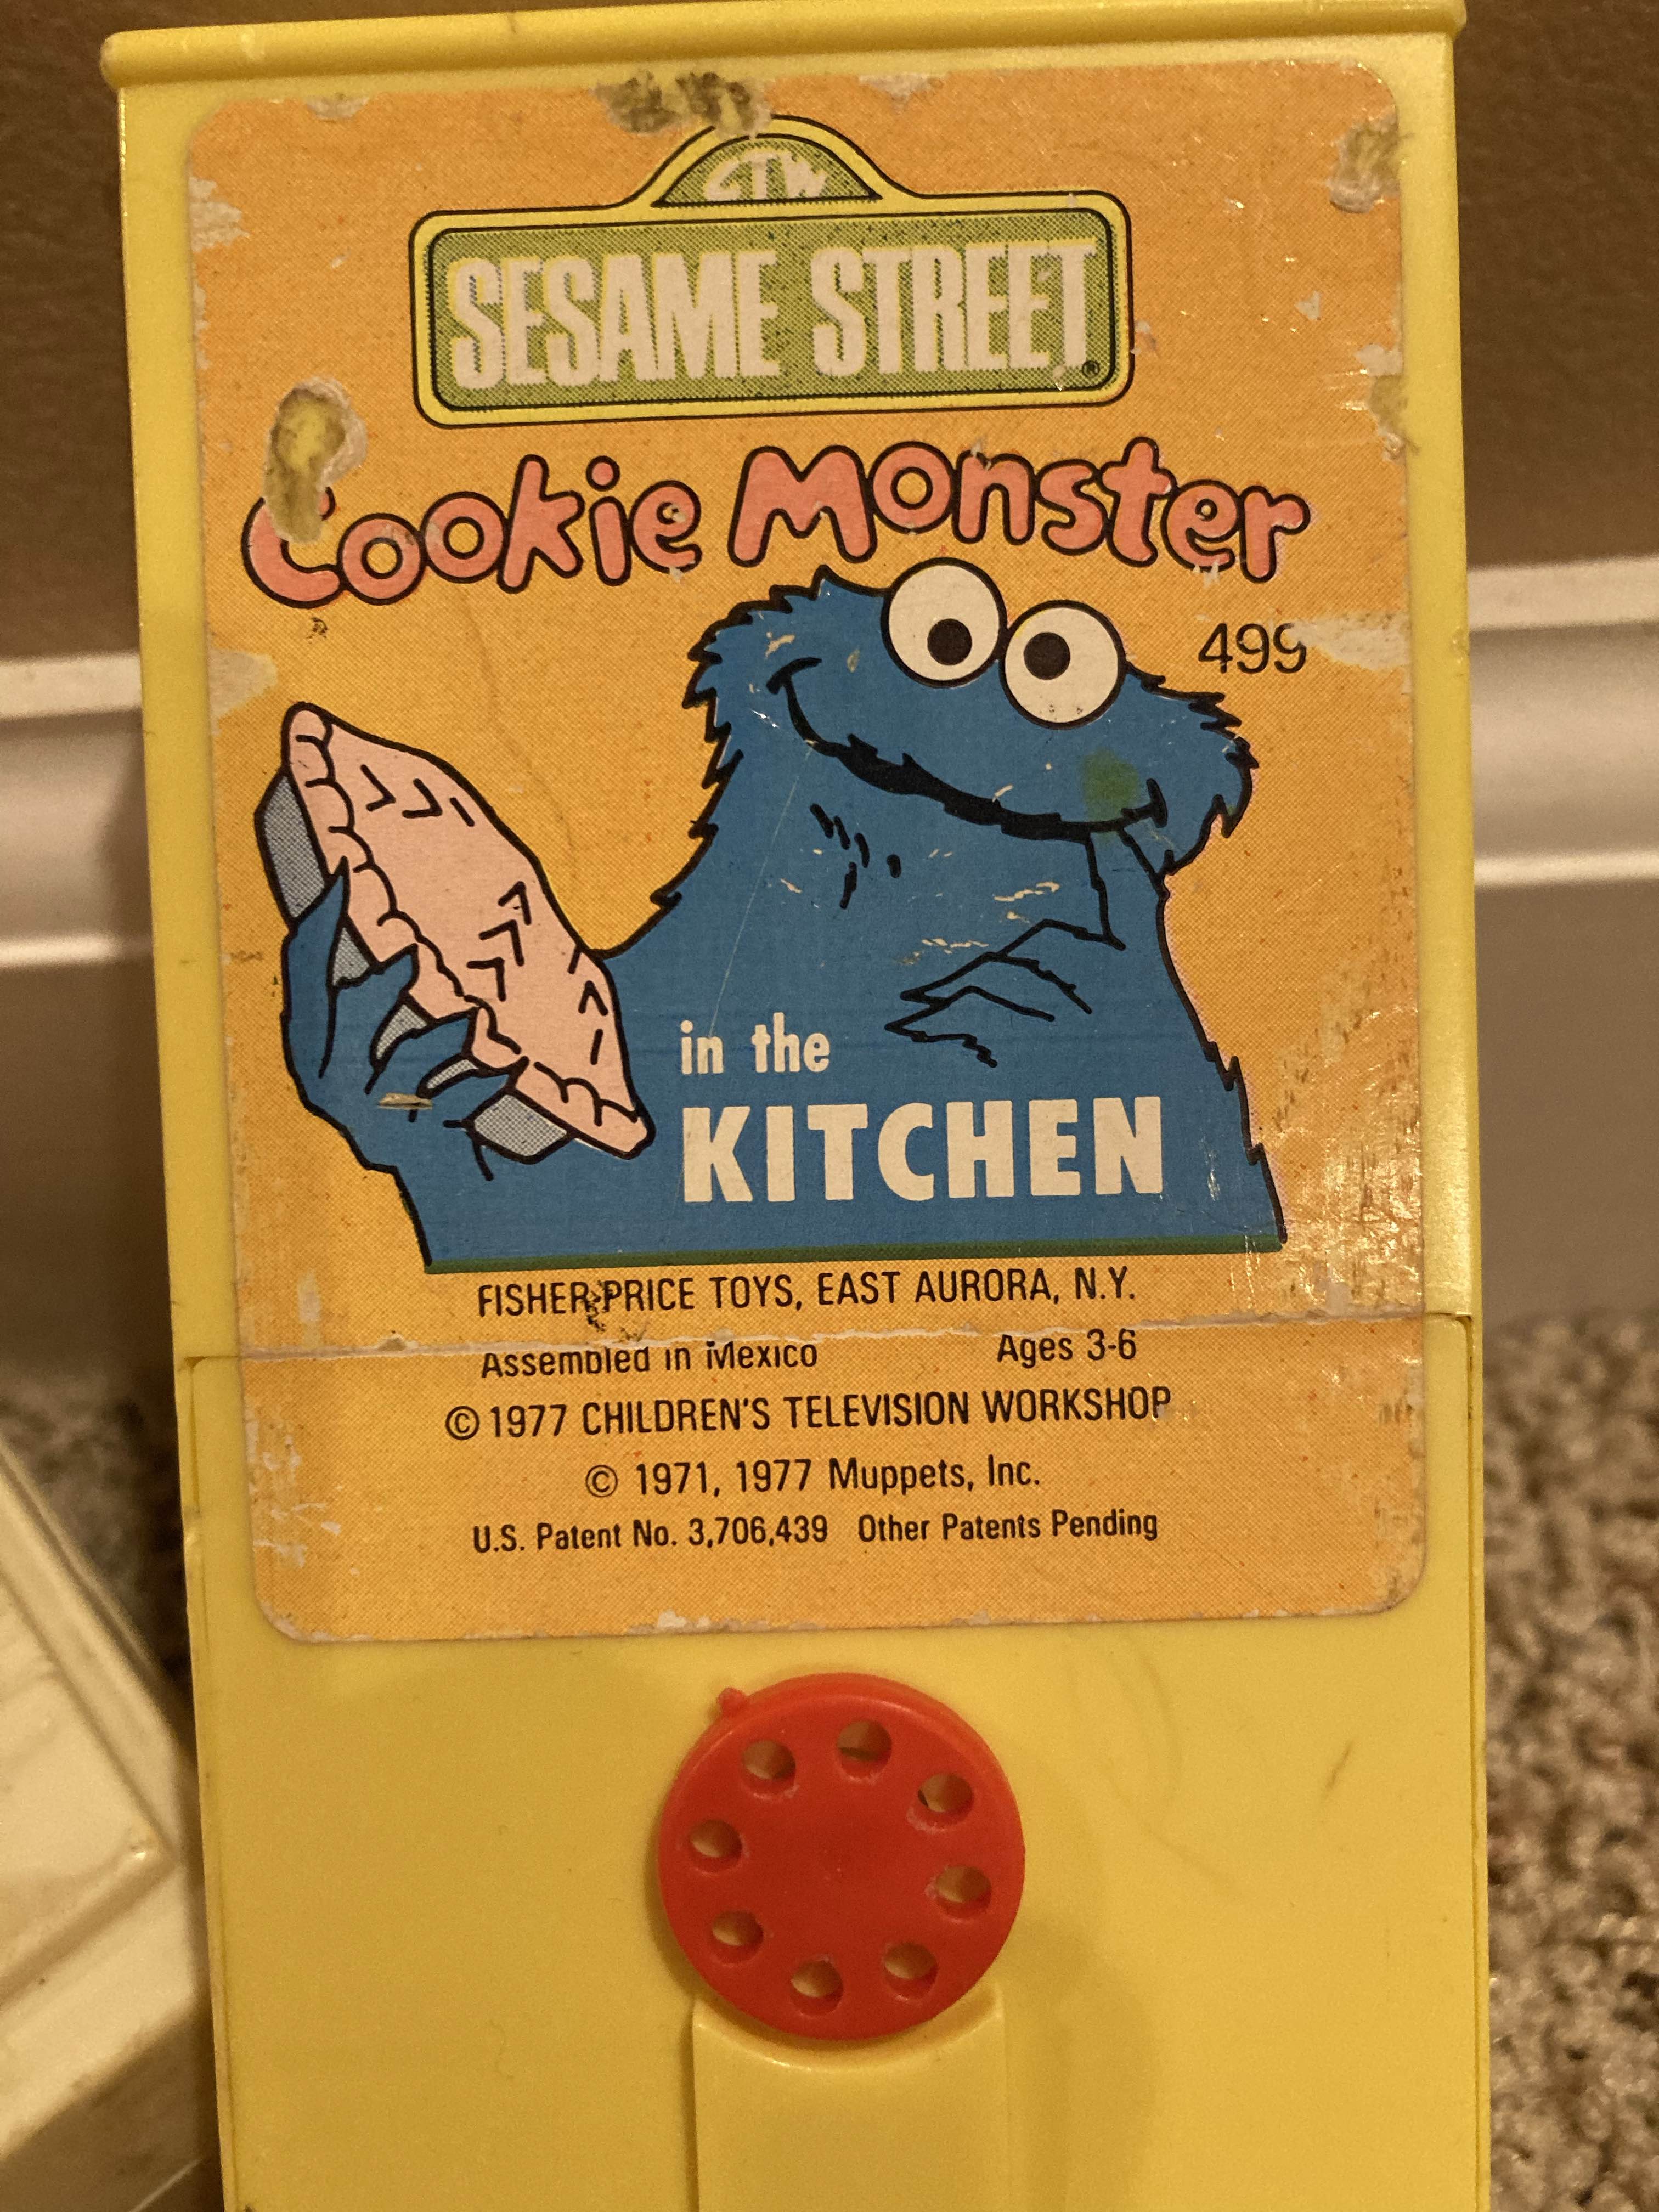 CTW
SESAME STREET®
Cookie Monster
499
in the
KITCHEN
FISHER-PRICE TOYS, EAST AURORA, N.Y.
Assembled in Mexico Ages 3-6
© 1977 CHILDREN'S TELEVISION WORKSHOP
© 1971, 1977 Muppets, Inc.
U.S. Patent No. 3,706,439 Other Patents Pending